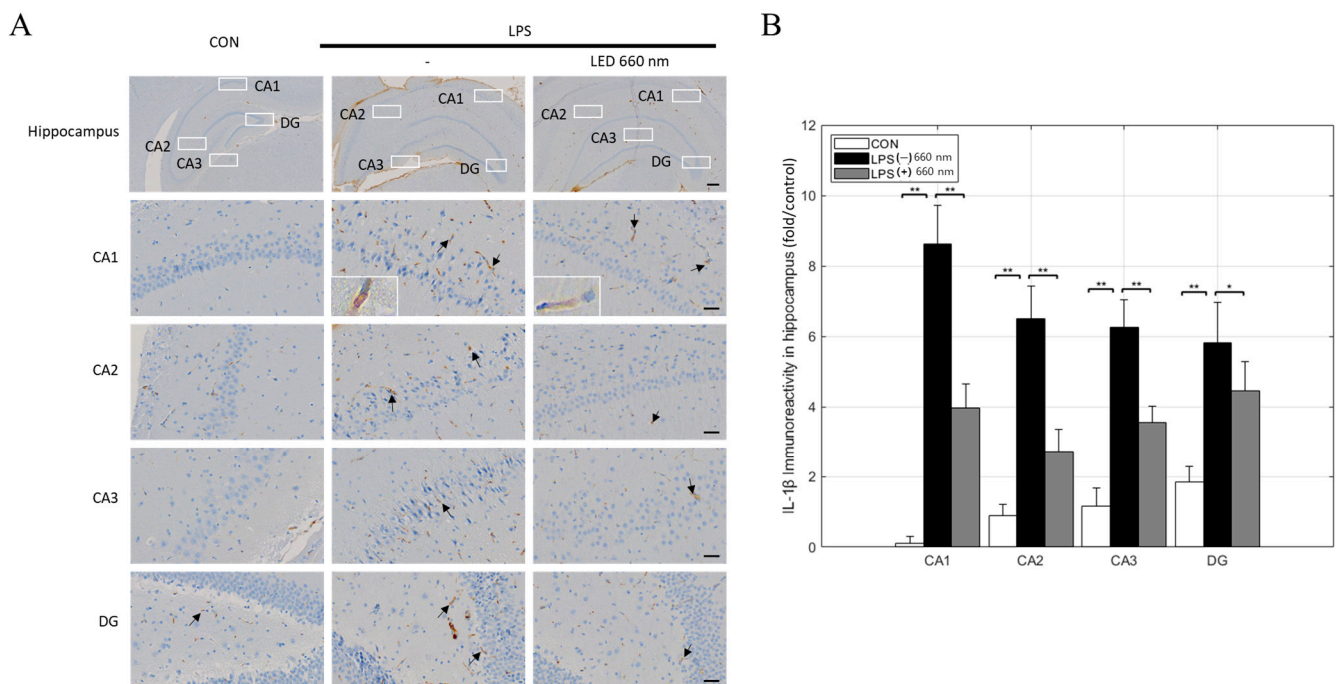 A
CON
LPS
-
LED 660 nm
Hippocampus
CA1
DG
CA2
CA3
CA1
CA2
CA3
DG
CA1
CA2
CA3
DG
CA1
CA2
CA3
DG
B
IL-1β Immunoreactivity in hippocampus (fold/control)
12
10
8
6
4
2
0
CON
LPS(−) 660 nm
LPS(+) 660 nm
** **
** **
** **
** *
CA1 CA2 CA3 DG